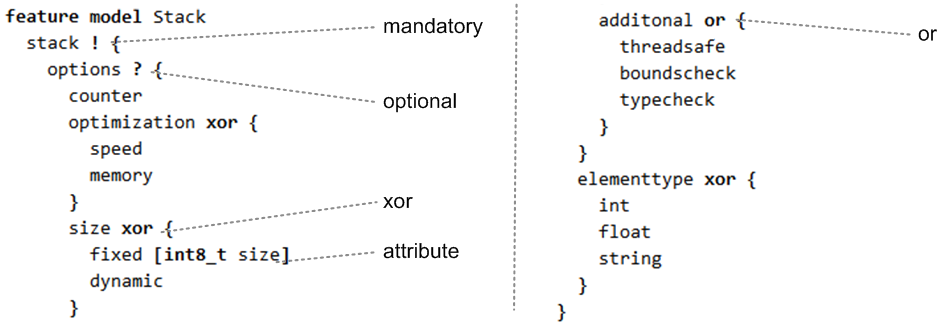 feature model Stack
stack ! {
mandatory
options ? {
optional
counter
optimization xor {
speed
memory
}
size xor {
xor
fixed [int8_t size]
attribute
dynamic
}
additonal or {
or
threadsafe
boundscheck
typecheck
}
}
elementtype xor {
int
float
string
}
}